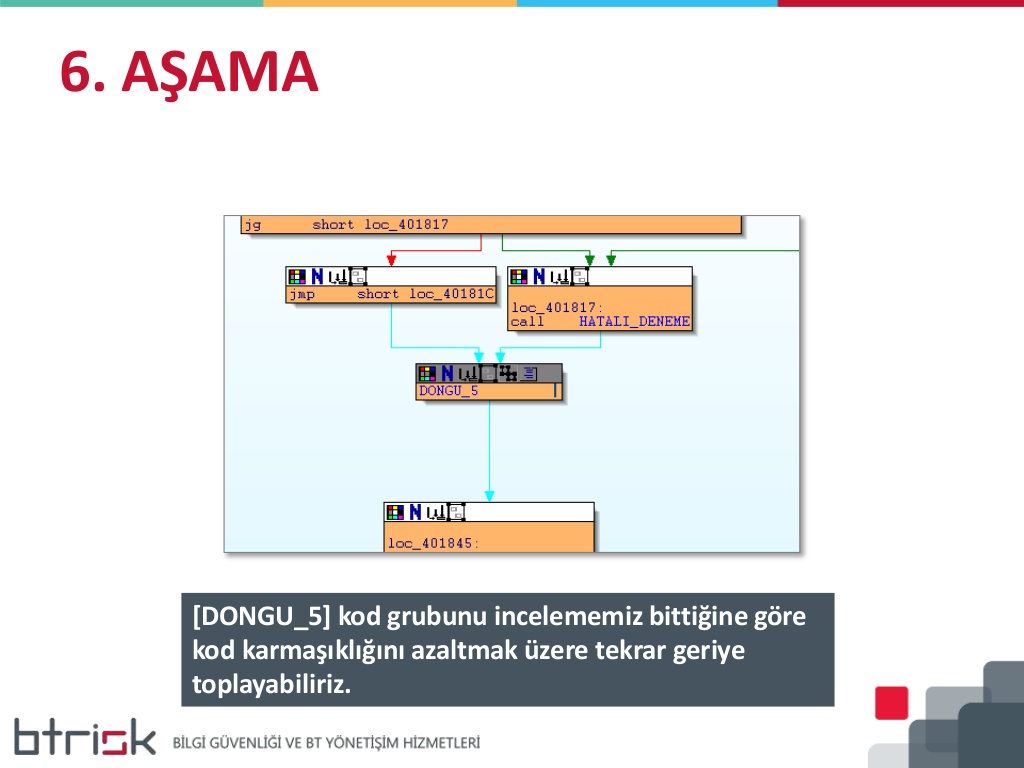 6. AŞAMA
jg short loc_401817
jmp short loc_40181C
loc_401817:
call HATALI_DENEME
DONGU_5
loc_401845:
[DONGU_5] kod grubunu incelememiz bittiğine göre
kod karmaşıklığını azaltmak üzere tekrar geriye
toplayabiliriz.
btrisk BİLGİ GÜVENLİĞİ VE BT YÖNETİŞİM HİZMETLERİ